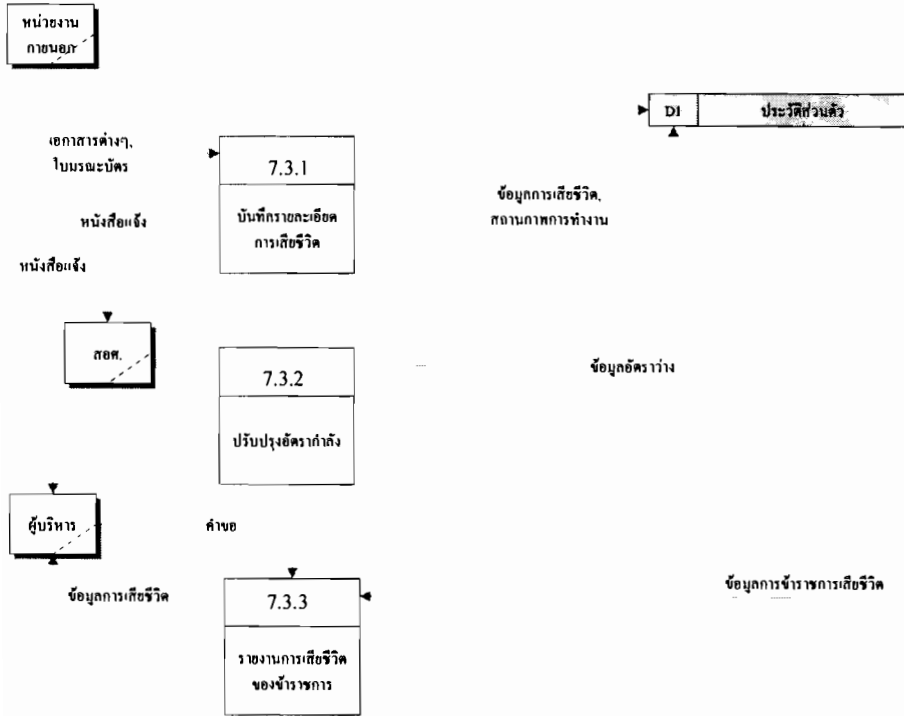 หน่วยงาน
ภายนอก
D1 ประวัติส่วนตัว
เอกสารต่างๆ,
ใบมรณะบัตร
7.3.1
บันทึกรายละเอียด
การเสียชีวิต
ข้อมูลการเสียชีวิต,
สถานภาพการทำงาน
หนังสือแจ้ง
หนังสือแจ้ง
สอศ.
7.3.2
ปรับปรุงอัตรากำลัง
ข้อมูลอัตราว่าง
ผู้บริหาร
คำขอ
ข้อมูลการเสียชีวิต
7.3.3
รายงานการเสียชีวิต
ของข้าราชการ
ข้อมูลการข้าราชการเสียชีวิต